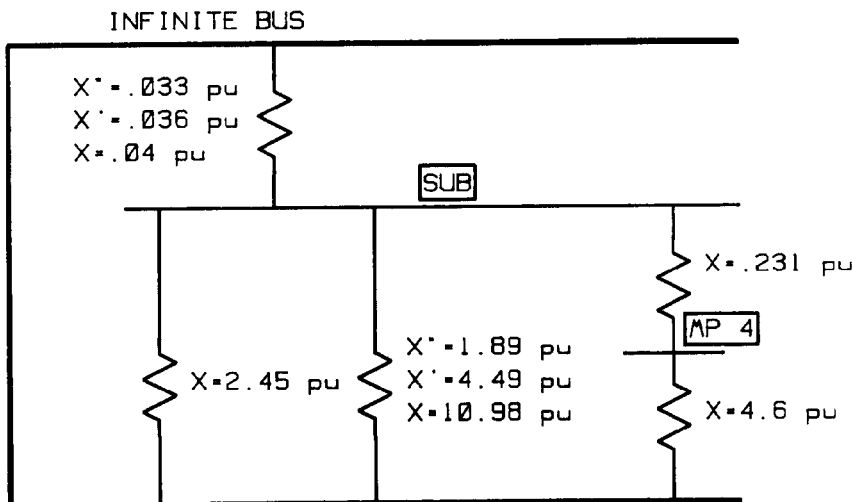 INFINITE BUS
X"=.033 pu
X'=.036 pu
X=.04 pu
SUB
X=.231 pu
MP 4
X=2.45 pu
X"=1.89 pu
X'=4.49 pu
X=10.98 pu
X=4.6 pu